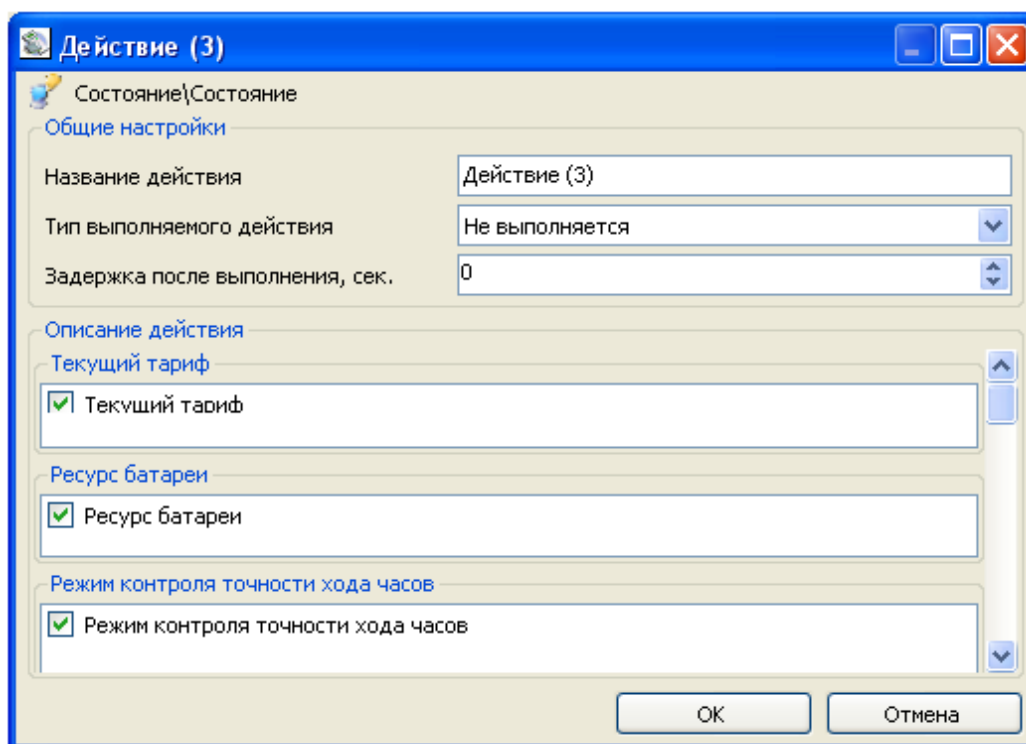 Действие (3)
Состояние\Состояние
Общие настройки
Название действия
Действие (3)
Тип выполняемого действия
Не выполняется
Задержка после выполнения, сек.
0
Описание действия
Текущий тариф
Текущий тариф
Ресурс батареи
Ресурс батареи
Режим контроля точности хода часов
Режим контроля точности хода часов
ОК
Отмена